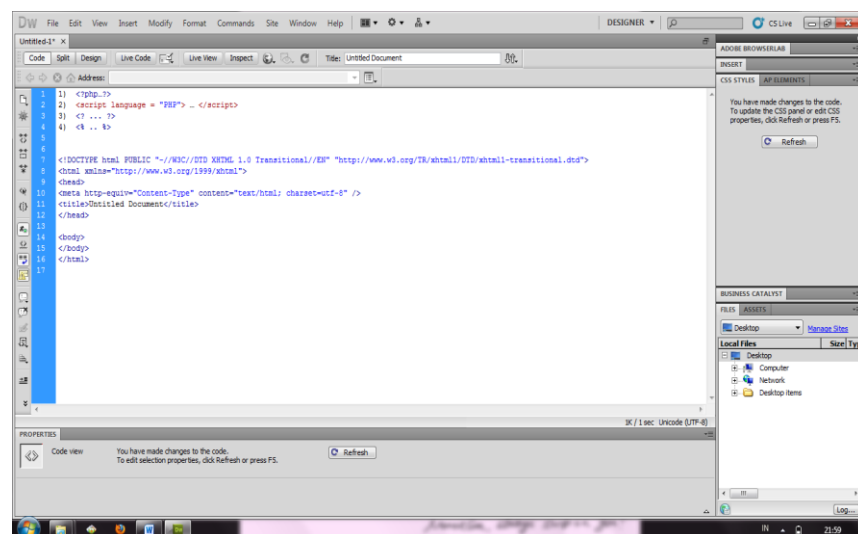 DW File Edit View Insert Modify Format Commands Site Window Help DESIGNER CS Live
Untitled-1* ×
Code Split Design Live Code Live View Inspect Title: Untitled Document
Address:
1 1) <?php..?>
2 2) <script language = "PHP"> … </script>
3 3) <? ... ?>
4 4) <% .. %>
5
6
7 <!DOCTYPE html PUBLIC "-//W3C//DTD XHTML 1.0 Transitional//EN" "http://www.w3.org/TR/xhtml1/DTD/xhtml1-transitional.dtd">
8 <html xmlns="http://www.w3.org/1999/xhtml">
9 <head>
10 <meta http-equiv="Content-Type" content="text/html; charset=utf-8" />
11 <title>Untitled Document</title>
12 </head>
13
14 <body>
15 </body>
16 </html>
17
1K / 1 sec Unicode (UTF-8)
PROPERTIES
Code view
You have made changes to the code.
To edit selection properties, click Refresh or press F5.
Refresh
ADOBE BROWSERLAB
INSERT
CSS STYLES AP ELEMENTS
You have made changes to the code.
To update the CSS panel or edit CSS
properties, click Refresh or press F5.
Refresh
BUSINESS CATALYST
FILES ASSETS
Desktop Manage Sites
Local Files Size Ty
Desktop
Computer
Network
Desktop items
Log...
IN 21:59